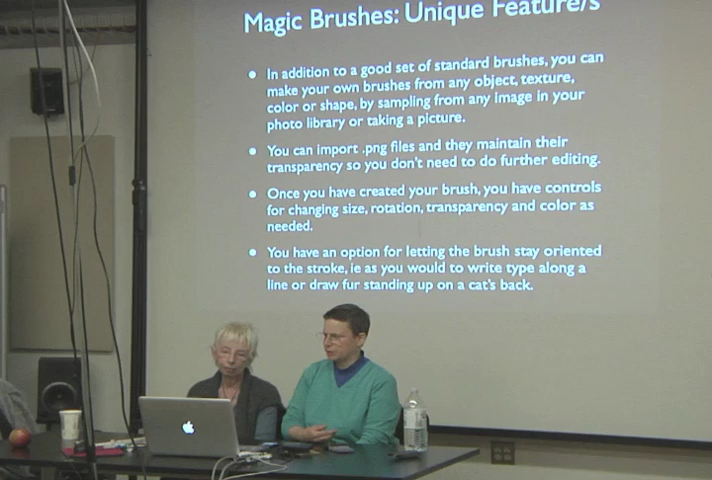 Magic Brushes: Unique Feature/s
In addition to a good set of standard brushes, you can
make your own brushes from any object, texture,
color or shape, by sampling from any image in your
photo library or taking a picture.
You can import .png files and they maintain their
transparency so you don't need to do further editing.
Once you have created your brush, you have controls
for changing size, rotation, transparency and color as
needed.
You have an option for letting the brush stay oriented
to the stroke, ie as you would to write type along a
line or draw fur standing up on a cat's back.